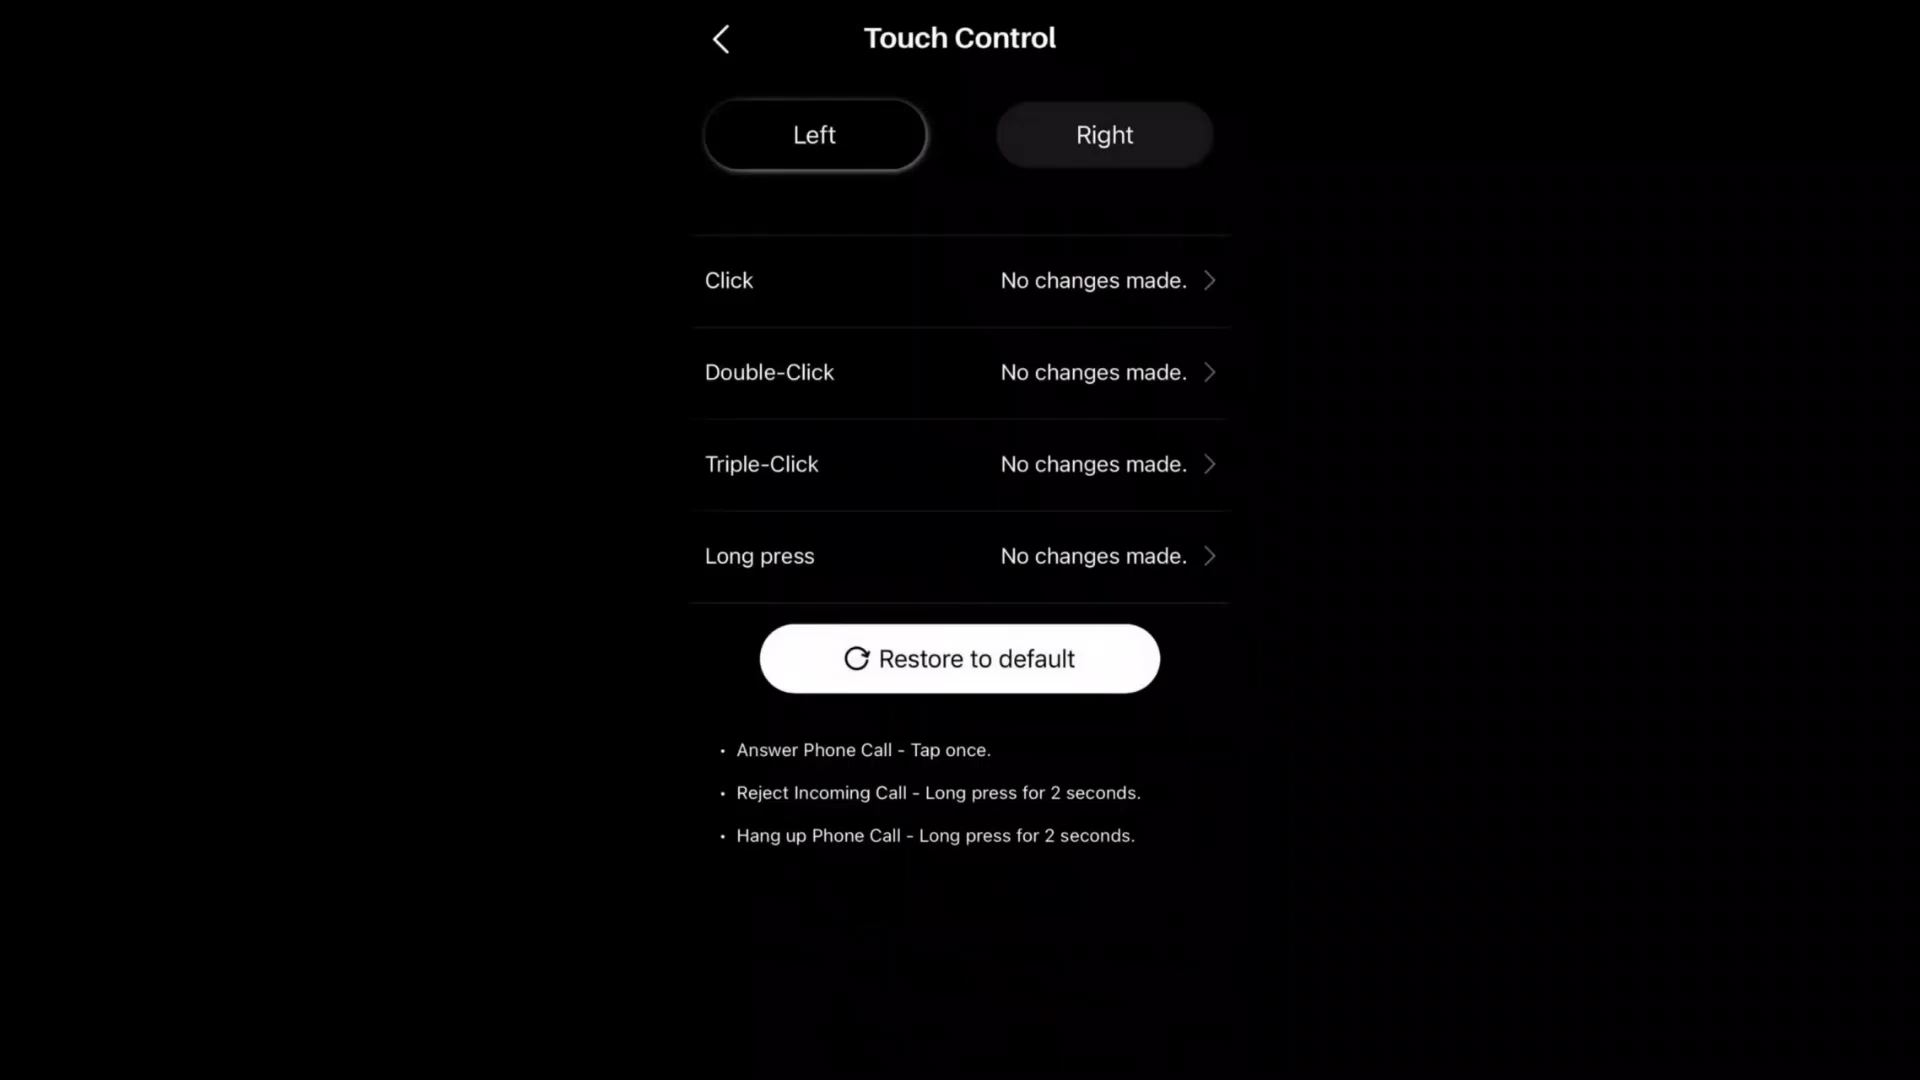 Touch Control
Left Right
Click No changes made.
Double-Click No changes made.
Triple-Click No changes made.
Long press No changes made.
Restore to default
• Answer Phone Call - Tap once.
• Reject Incoming Call - Long press for 2 seconds.
• Hang up Phone Call - Long press for 2 seconds.